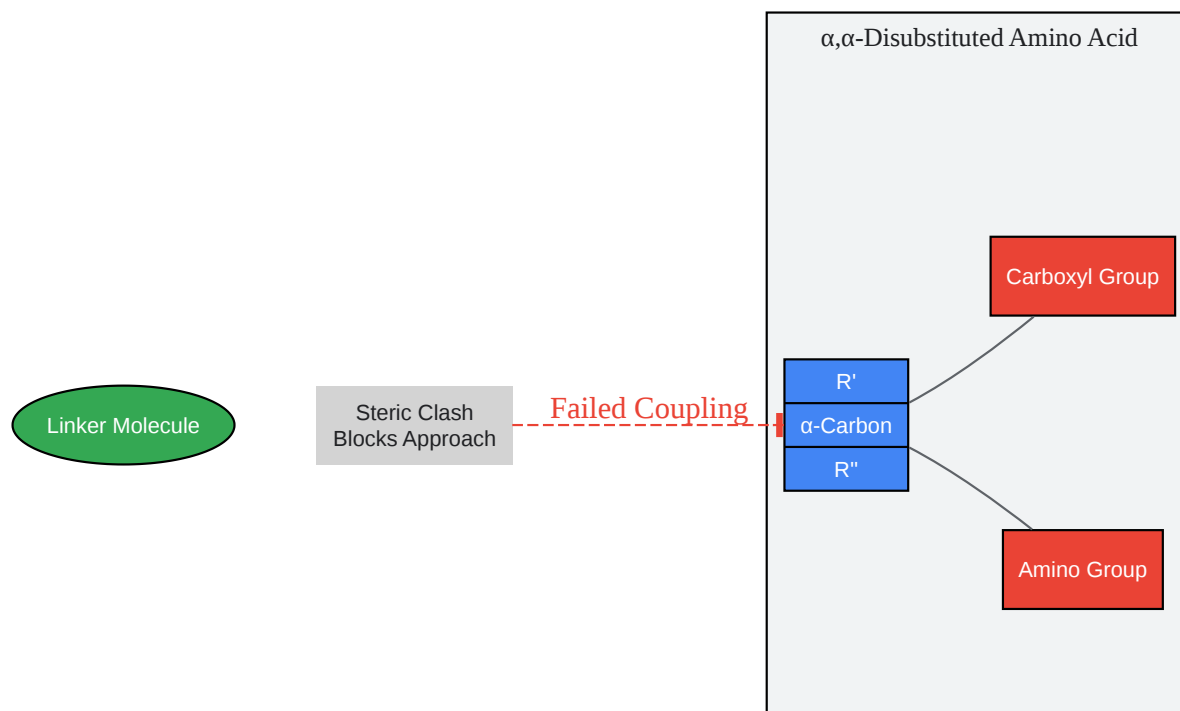 α,α-Disubstituted Amino Acid
Carboxyl Group
R'
Linker Molecule
Steric Clash
Blocks Approach
Failed Coupling
α-Carbon
R"
Amino Group